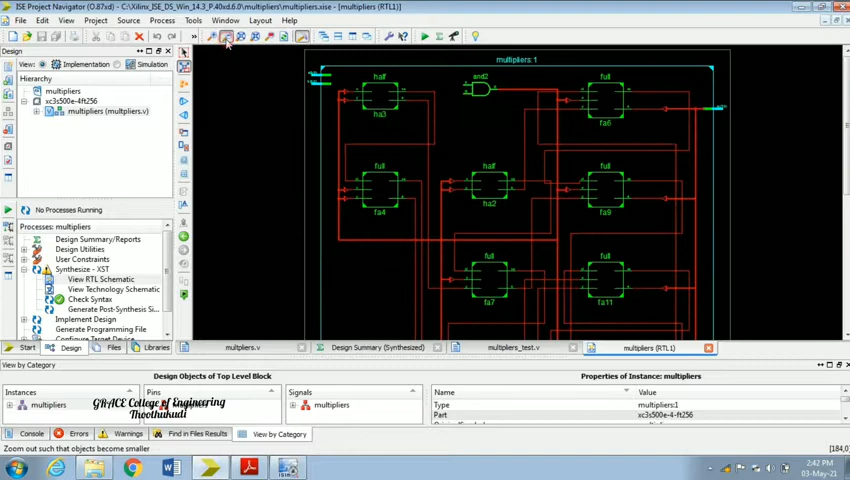 ISE Project Navigator (O.87xd) - C:\Xilinx_ISE_DS_Win_14.3_P.40xd.6.0\multipliers\multipliers.xise - [multipliers (RTL1)]
File Edit View Project Source Process Tools Window Layout Help
Design
View: Implementation Simulation
Hierarchy
multipliers
xc3s500e-4ft256
multipliers (multpliers.v)
No Processes Running
Processes: multipliers
Design Summary/Reports
Design Utilities
User Constraints
Synthesize - XST
View RTL Schematic
View Technology Schematic
Check Syntax
Generate Post-Synthesis Si...
Implement Design
Generate Programming File
Configure Target Device
Start Design Files Libraries
multipliers:1
half
ha3
and2
full
fa6
full
fa4
half
ha2
full
fa9
full
fa7
full
fa11
multpliers.v
Design Summary (Synthesized)
multipliers_test.v
multipliers (RTL1)
View by Category
Design Objects of Top Level Block
Properties of Instance: multipliers
Instances
Pins
Signals
Name
Value
multipliers
multipliers
Type
multipliers:1
Part
xc3s500e-4-ft256
GRACE College of Engineering
Thoothukudi
Console Errors Warnings Find in Files Results View by Category
Zoom out such that objects become smaller
[184,0]
2:42 PM
03-May-21